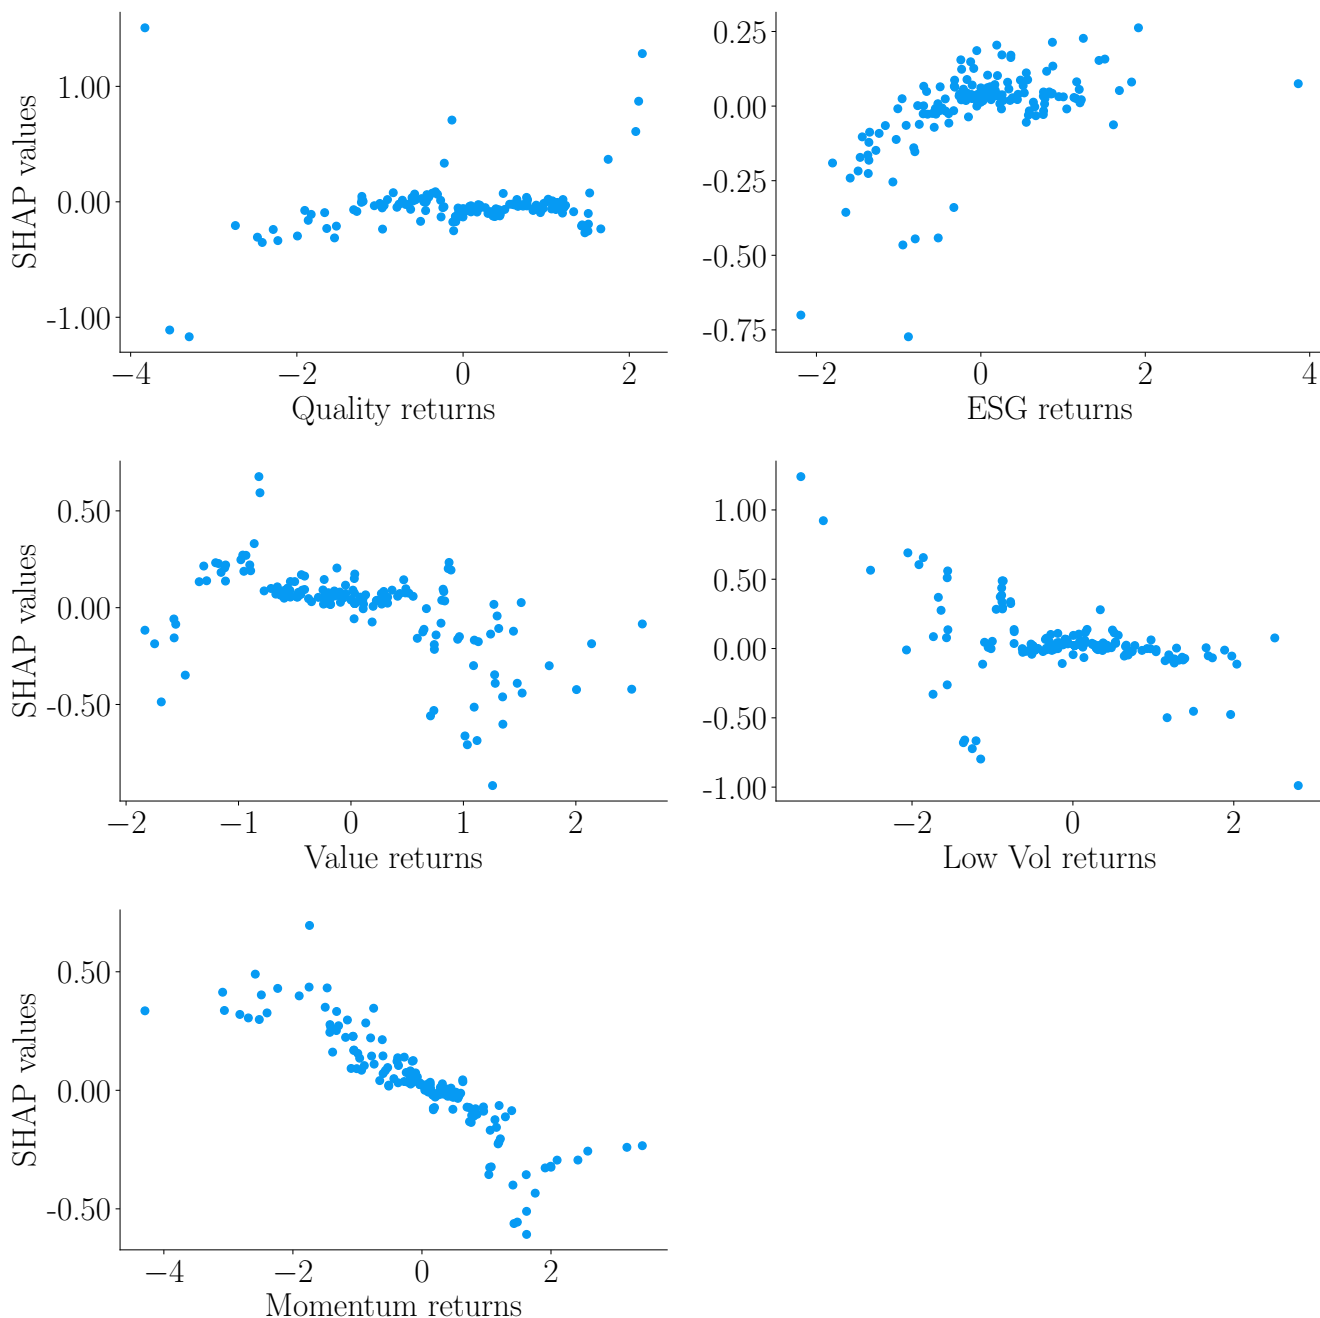 SHAP values
1.00
0.00
-1.00
−4 −2 0 2
Quality returns
0.25
0.00
-0.25
-0.50
-0.75
−2 0 2 4
ESG returns
SHAP values
0.50
0.00
-0.50
−2 −1 0 1 2
Value returns
1.00
0.50
0.00
-0.50
-1.00
−2 0 2
Low Vol returns
SHAP values
0.50
0.00
-0.50
−4 −2 0 2
Momentum returns